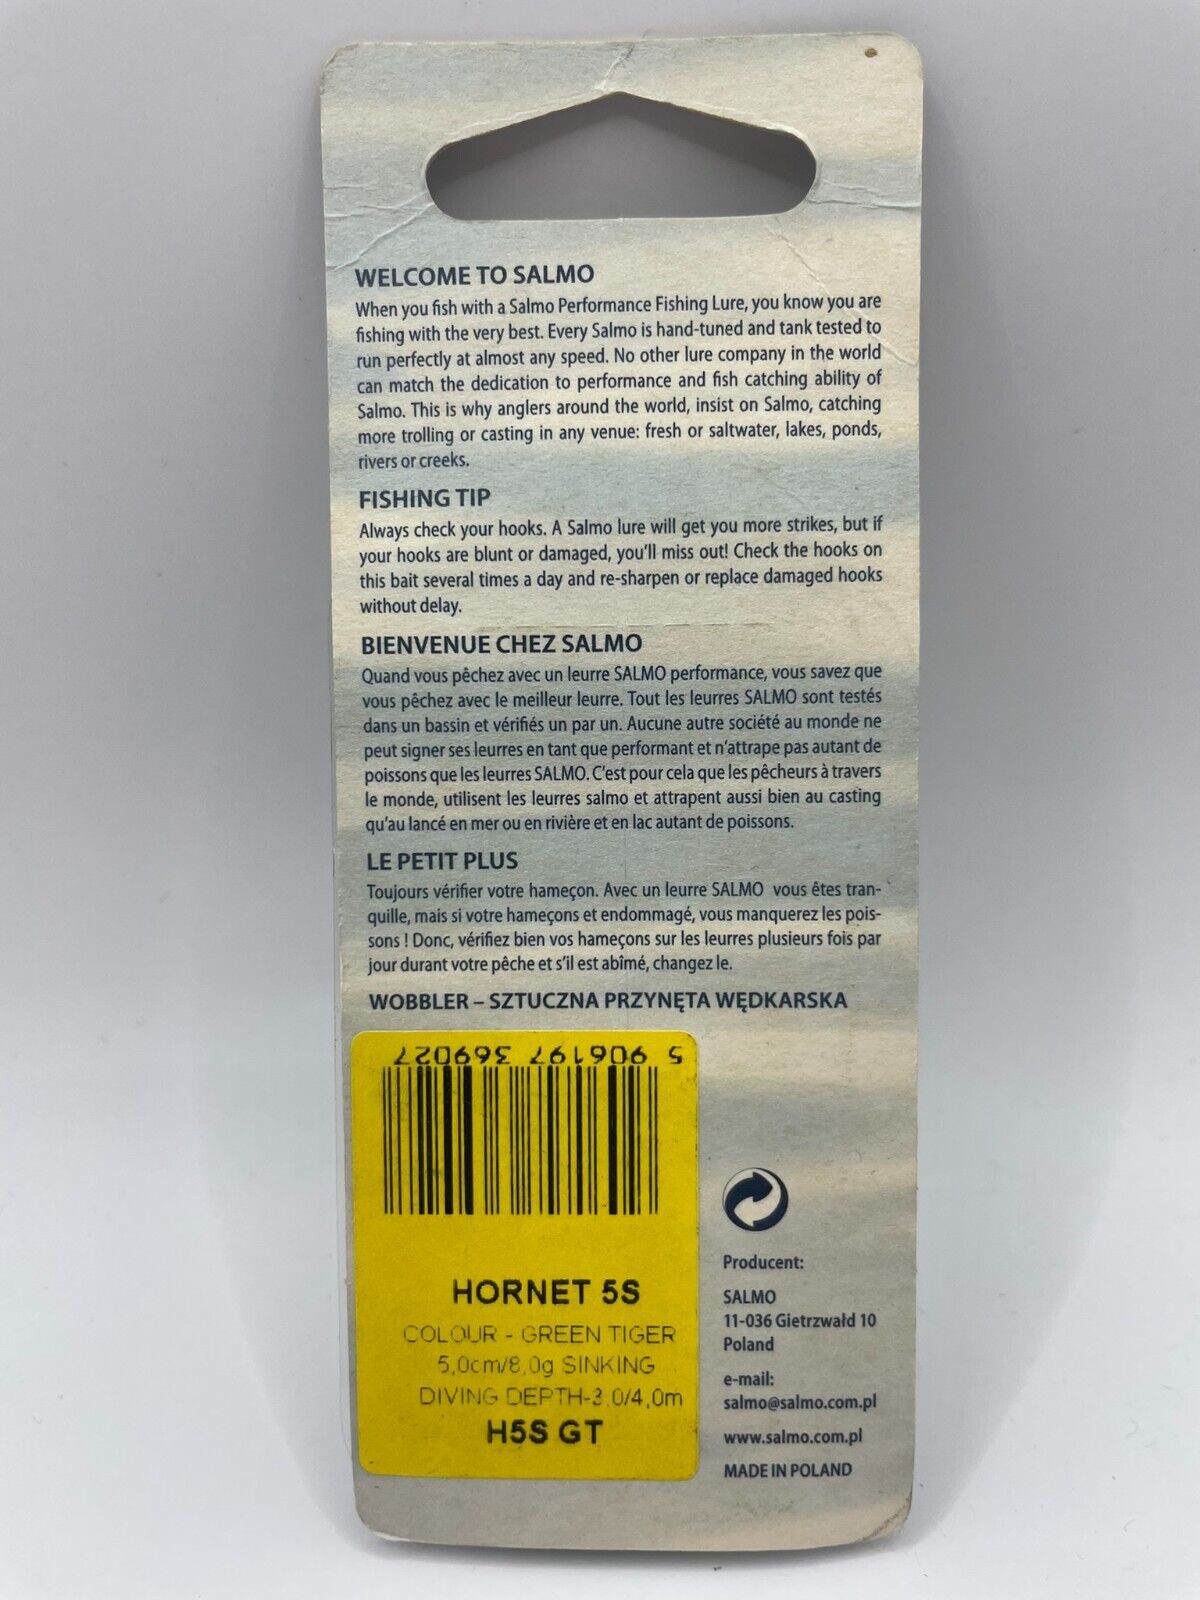 WELCOME TO SALMO
When you fish with a Salmo Performance Fishing Lure, you know you are
fishing with the very best. Every Salmo is hand-tuned and tank tested to
run perfectly at almost any speed. No other lure company in the world
can match the dedication to performance and fish catching ability of
Salmo. This is why anglers around the world, insist on Salmo, catching
more trolling or casting in any venue: fresh or saltwater, lakes, ponds,
rivers or creeks.
FISHING TIP
Always check your hooks. A Salmo lure will get you more strikes, but if
your hooks are blunt or damaged, you'll miss out! Check the hooks on
this bait several times a day and re-sharpen or replace damaged hooks
without delay.
BIENVENUE CHEZ SALMO
Quand vous pêchez avec un leurre SALMO performance, vous savez que
vous pêchez avec le meilleur leurre. Tout les leurres SALMO sont testés
dans un bassin et vérifiés un par un. Aucune autre société au monde ne
peut signer ses leurres en tant que performant et n'attrape pas autant de
poissons que les leurres SALMO. C'est pour cela que les pêcheurs à travers
le monde, utilisent les leurres salmo et attrapent aussi bien au casting
qu'au lancé en mer ou en rivière et en lac autant de poissons.
LE PETIT PLUS
Toujours vérifier votre hameçon. Avec un leurre SALMO vous êtes tran-
quille, mais si votre hameçons et endommagé, vous manquerez les pois-
sons ! Donc, vérifiez bien vos hameçons sur les leurres plusieurs fois par
jour durant votre pêche et s'il est abîmé, changez le.
WOBBLER – SZTUCZNA PRZYNĘTA WĘDKARSKA
5 906197 369027
HORNET 5S
COLOUR - GREEN TIGER
5,0cm/8,0g SINKING
DIVING DEPTH-3,0/4,0m
H5S GT
Producent:
SALMO
11-036 Gietrzwałd 10
Poland
e-mail:
salmo@salmo.com.pl
www.salmo.com.pl
MADE IN POLAND